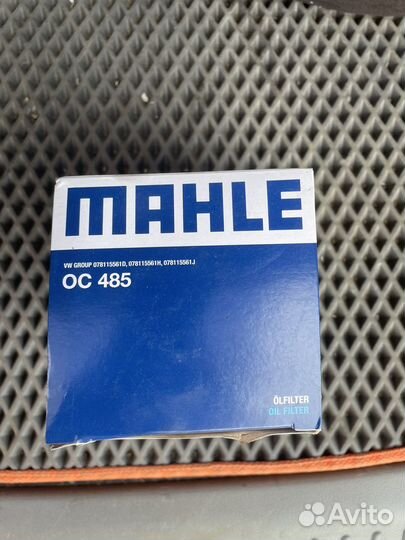 MAHLE
VW GROUP 078115561D, 078115561H, 078115561J
OC 485
ÖLFILTER
OIL FILTER
Avito